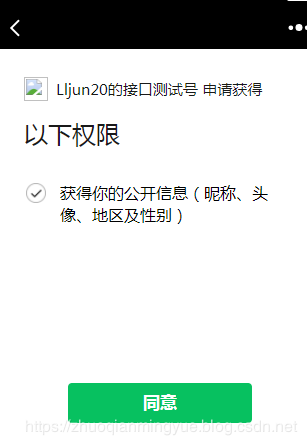 Lljun20的接口测试号 申请获得
以下权限
获得你的公开信息（昵称、头
像、地区及性别）
同意
https://zhuoqianmingyue.blog.csdn.net